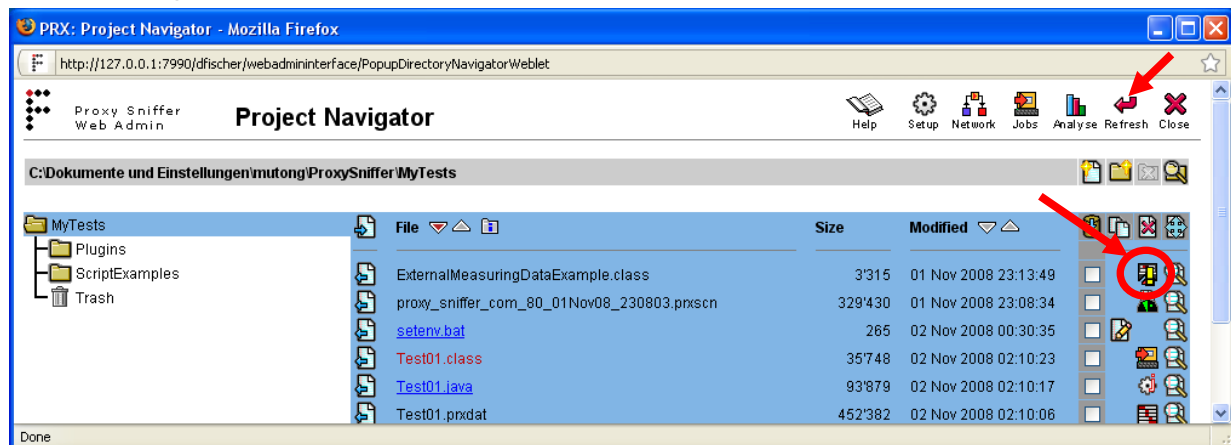 PRX: Project Navigator - Mozilla Firefox
http://127.0.0.1:7990/dfischer/webadmininterface/PopupDirectoryNavigatorWeblet
Proxy Sniffer
Web Admin
Project Navigator
Help Setup Network Jobs Analyse Refresh Close
C:\Dokumente und Einstellungen\mutong\ProxySniffer\MyTests
MyTests
Plugins
ScriptExamples
Trash
File Size Modified
ExternalMeasuringDataExample.class 3'315 01 Nov 2008 23:13:49
proxy_sniffer_com_80_01Nov08_230803.prxscn 329'430 01 Nov 2008 23:08:34
setenv.bat 265 02 Nov 2008 00:30:35
Test01.class 35'748 02 Nov 2008 02:10:23
Test01.java 93'879 02 Nov 2008 02:10:17
Test01.prxdat 452'382 02 Nov 2008 02:10:06
Done